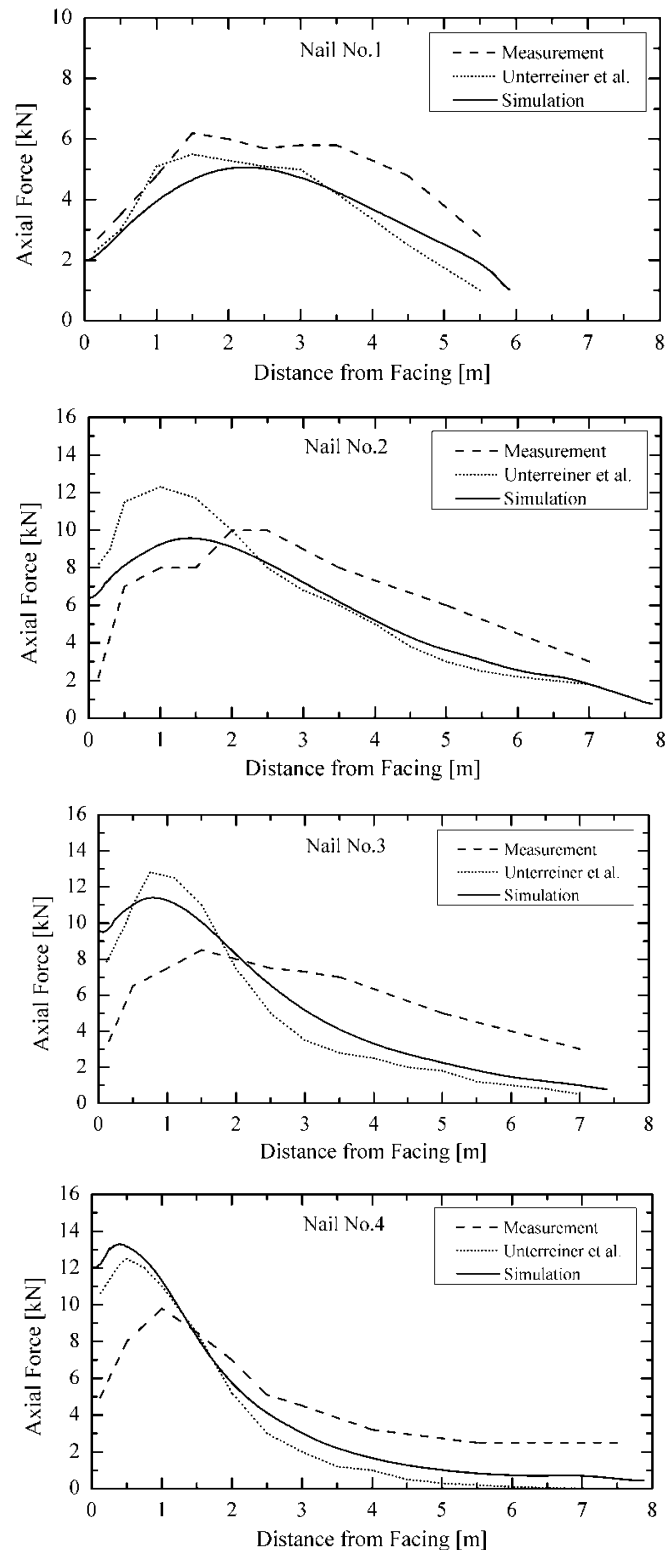 Nail No.1
Measurement
Unterreiner et al.
Simulation
Axial Force [kN]
10
8
6
4
2
0
0 1 2 3 4 5 6 7 8
Distance from Facing [m]
Nail No.2
Measurement
Unterreiner et al.
Simulation
Axial Force [kN]
16
14
12
10
8
6
4
2
0
0 1 2 3 4 5 6 7 8
Distance from Facing [m]
Nail No.3
Measurement
Unterreiner et al.
Simulation
Axial Force [kN]
16
14
12
10
8
6
4
2
0
0 1 2 3 4 5 6 7 8
Distance from Facing [m]
Nail No.4
Measurement
Unterreiner et al.
Simulation
Axial Force [kN]
16
14
12
10
8
6
4
2
0
0 1 2 3 4 5 6 7 8
Distance from Facing [m]